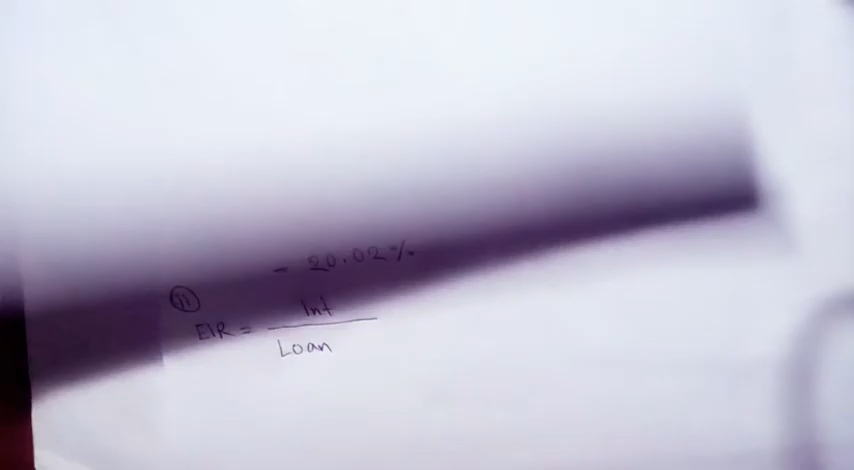 = 20.02%
(ii)
EIR = Int / Loan